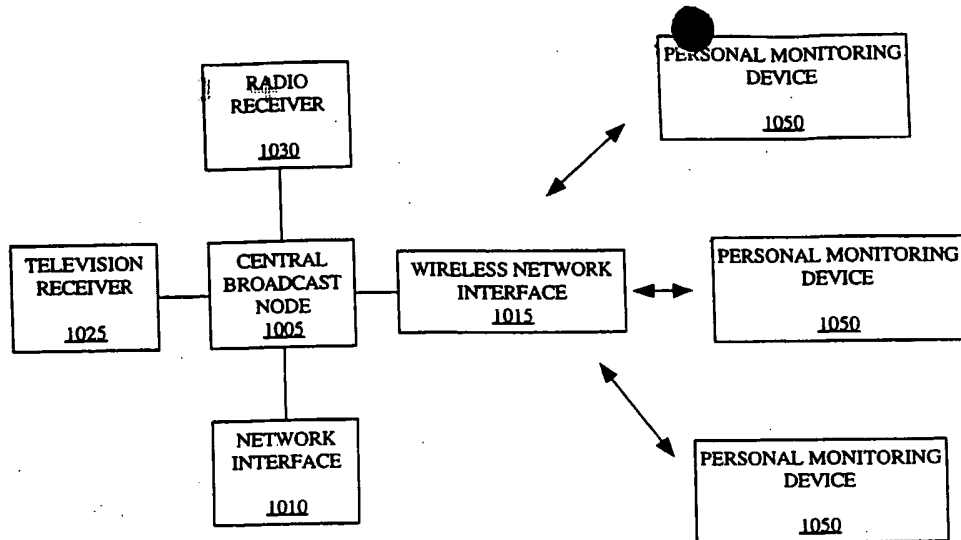 PERSONAL MONITORING
DEVICE
1050
RADIO
RECEIVER
1030
TELEVISION
RECEIVER
1025
CENTRAL
BROADCAST
NODE
1005
WIRELESS NETWORK
INTERFACE
1015
PERSONAL MONITORING
DEVICE
1050
NETWORK
INTERFACE
1010
PERSONAL MONITORING
DEVICE
1050